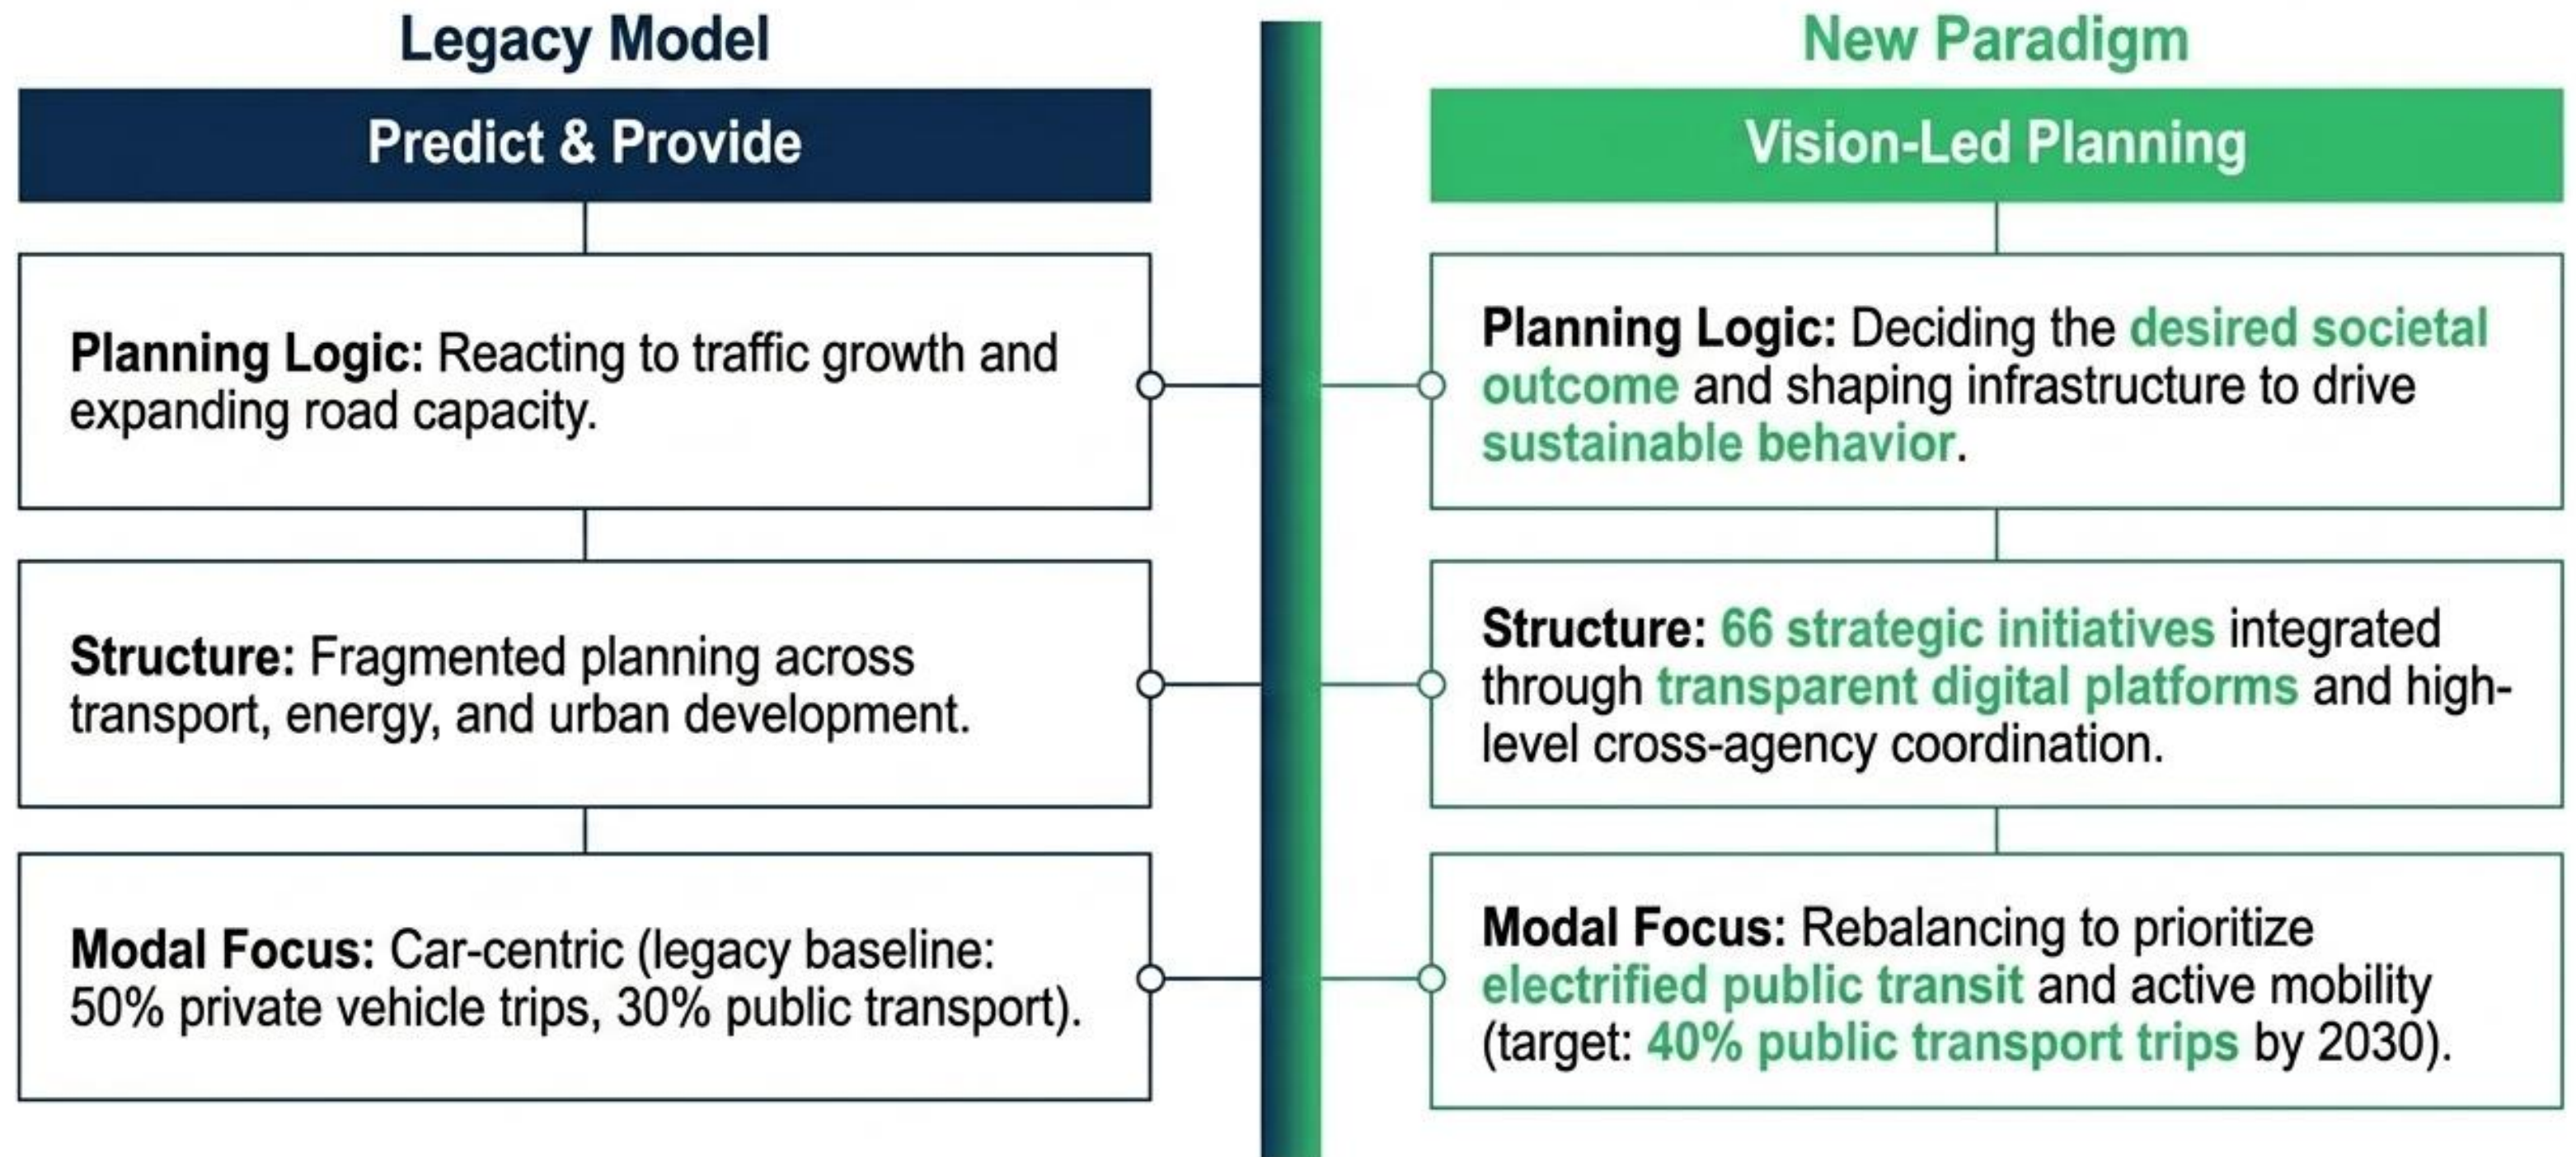 Legacy Model
Predict & Provide
Planning Logic: Reacting to traffic growth and
expanding road capacity.
Structure: Fragmented planning across
transport, energy, and urban development.
Modal Focus: Car-centric (legacy baseline:
50% private vehicle trips, 30% public transport).
New Paradigm
Vision-Led Planning
Planning Logic: Deciding the desired societal
outcome and shaping infrastructure to drive
sustainable behavior.
Structure: 66 strategic initiatives integrated
through transparent digital platforms and high-
level cross-agency coordination.
Modal Focus: Rebalancing to prioritize
electrified public transit and active mobility
(target: 40% public transport trips by 2030).